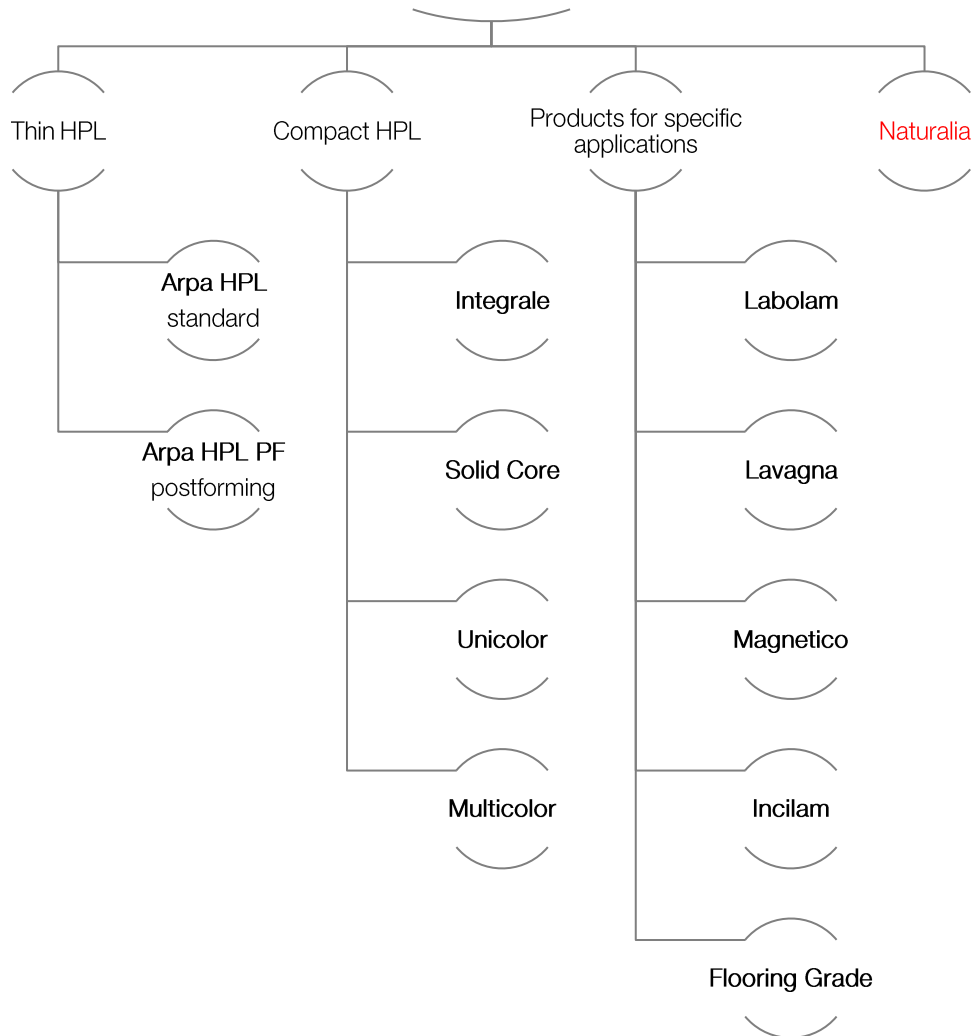 Thin HPL
Compact HPL
Products for specific
applications
Naturalia
Arpa HPL
standard
Arpa HPL PF
postforming
Integrale
Solid Core
Unicolor
Multicolor
Labolam
Lavagna
Magnetico
Incilam
Flooring Grade